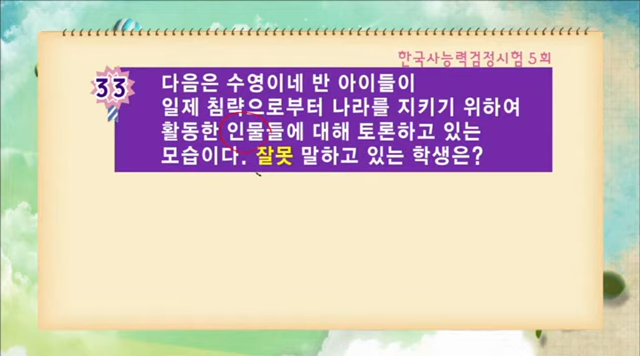 한국사능력검정시험 5회
33
다음은 수영이네 반 아이들이
일제 침략으로부터 나라를 지키기 위하여
활동한 인물들에 대해 토론하고 있는
모습이다. 잘못 말하고 있는 학생은?